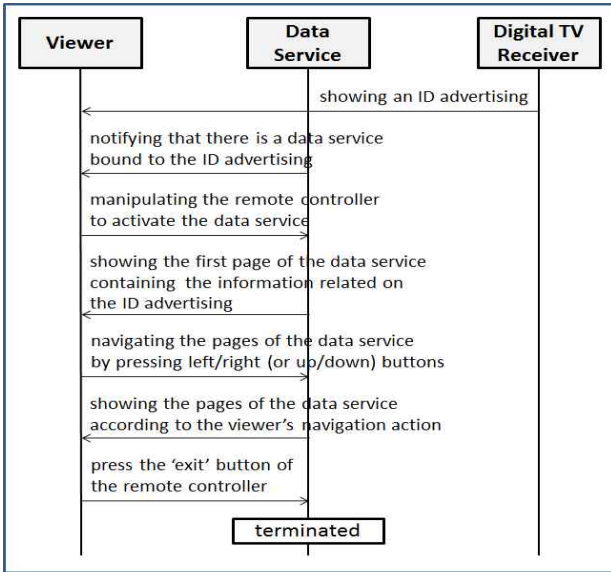 Viewer
Data
Service
Digital TV
Receiver
showing an ID advertising
notifying that there is a data service
bound to the ID advertising
manipulating the remote controller
to activate the data service
showing the first page of the data service
containing the information related on
the ID advertising
navigating the pages of the data service
by pressing left/right (or up/down) buttons
showing the pages of the data service
according to the viewer's navigation action
press the 'exit' button of
the remote controller
terminated